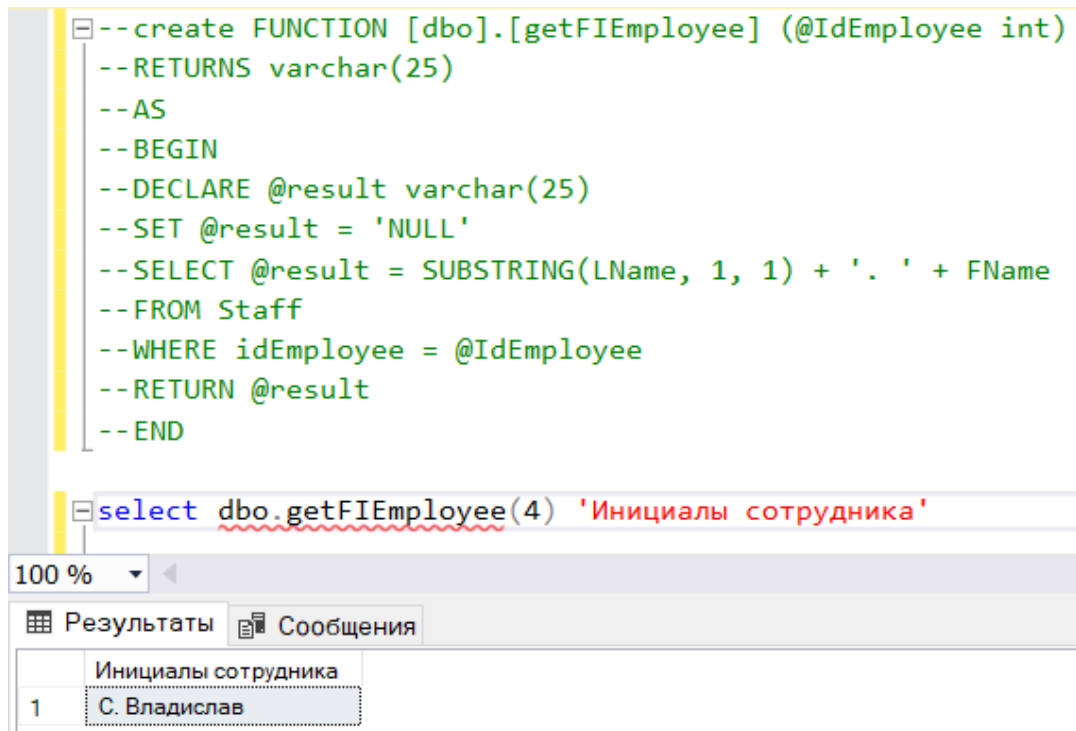 --create FUNCTION [dbo].[getFIEmployee] (@IdEmployee int)
--RETURNS varchar(25)
--AS
--BEGIN
--DECLARE @result varchar(25)
--SET @result = 'NULL'
--SELECT @result = SUBSTRING(LName, 1, 1) + '. ' + FName
--FROM Staff
--WHERE idEmployee = @IdEmployee
--RETURN @result
--END
select dbo.getFIEmployee(4) 'Инициалы сотрудника'
100 %
Результаты Сообщения
Инициалы сотрудника
1 С. Владислав